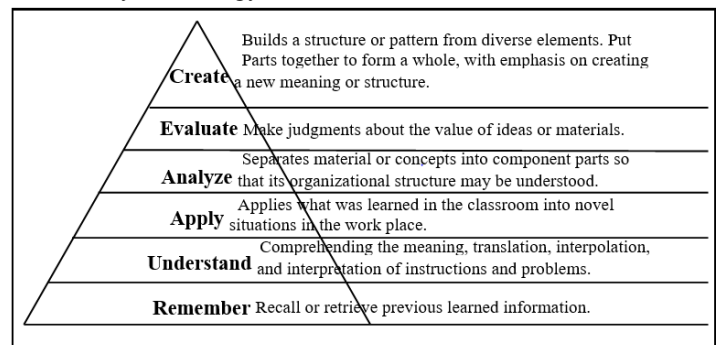 Builds a structure or pattern from diverse elements. Put
Parts together to form a whole, with emphasis on creating
Create a new meaning or structure.
Evaluate Make judgments about the value of ideas or materials.
Separates material or concepts into component parts so
Analyze that its organizational structure may be understood.
Applies what was learned in the classroom into novel
Apply situations in the work place.
Comprehending the meaning, translation, interpolation,
Understand and interpretation of instructions and problems.
Remember Recall or retrieve previous learned information.